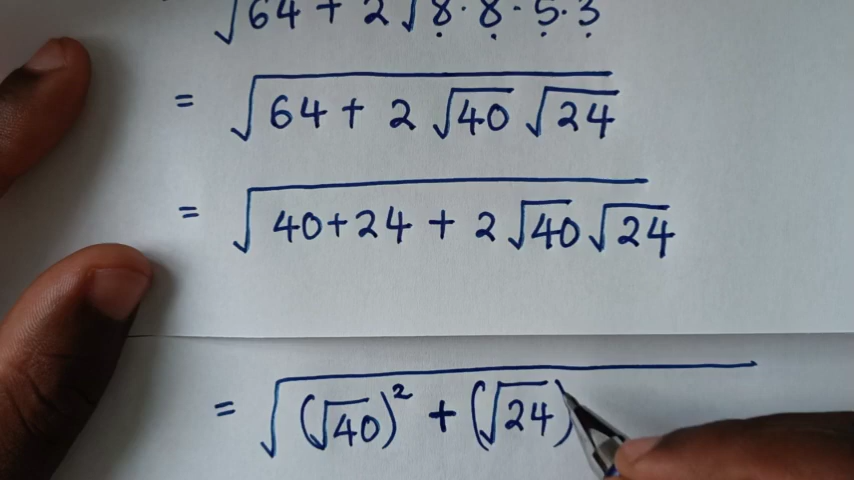 √64 + 2√8·8·5·3
= √64 + 2√40 √24
= √40+24 + 2√40 √24
= √(√40)² + (√24)